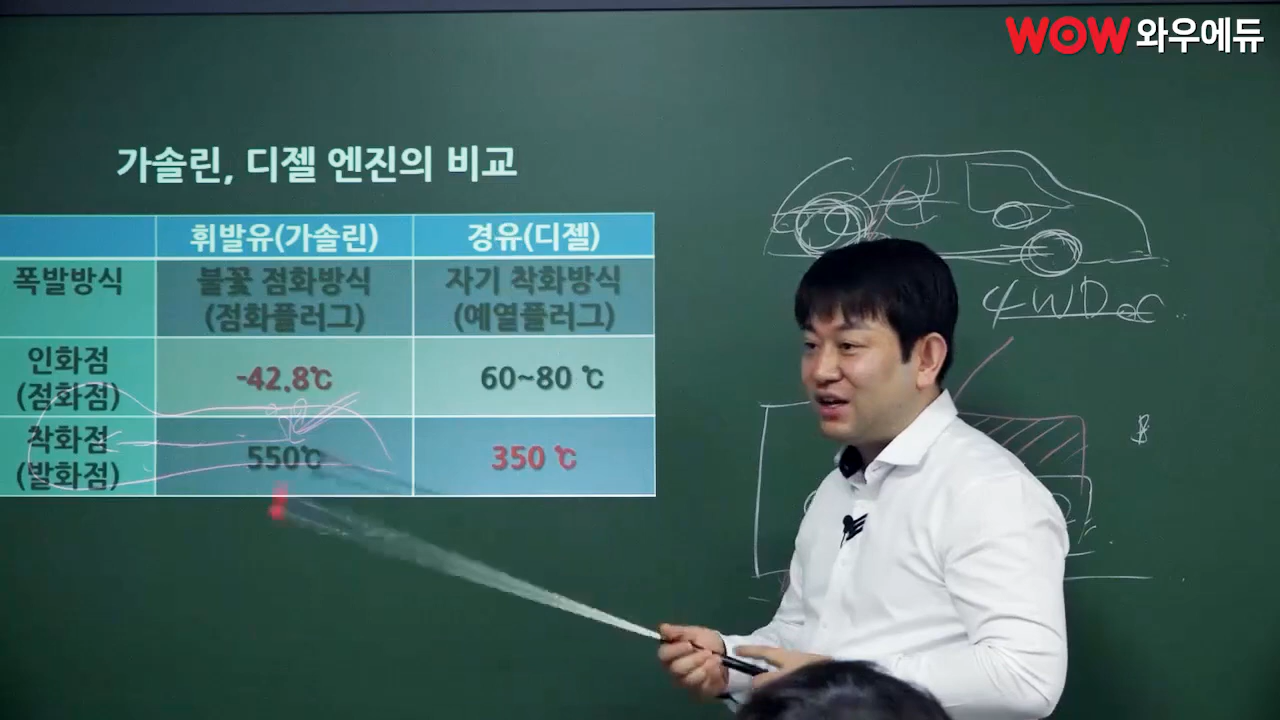 WOW 와우에듀
가솔린, 디젤 엔진의 비교
휘발유(가솔린) 경유(디젤)
폭발방식 불꽃 점화방식 자기 착화방식
(점화플러그) (예열플러그)
인화점
(점화점) -42.8℃ 60~80 ℃
착화점
(발화점) 550℃ 350 ℃
4WD